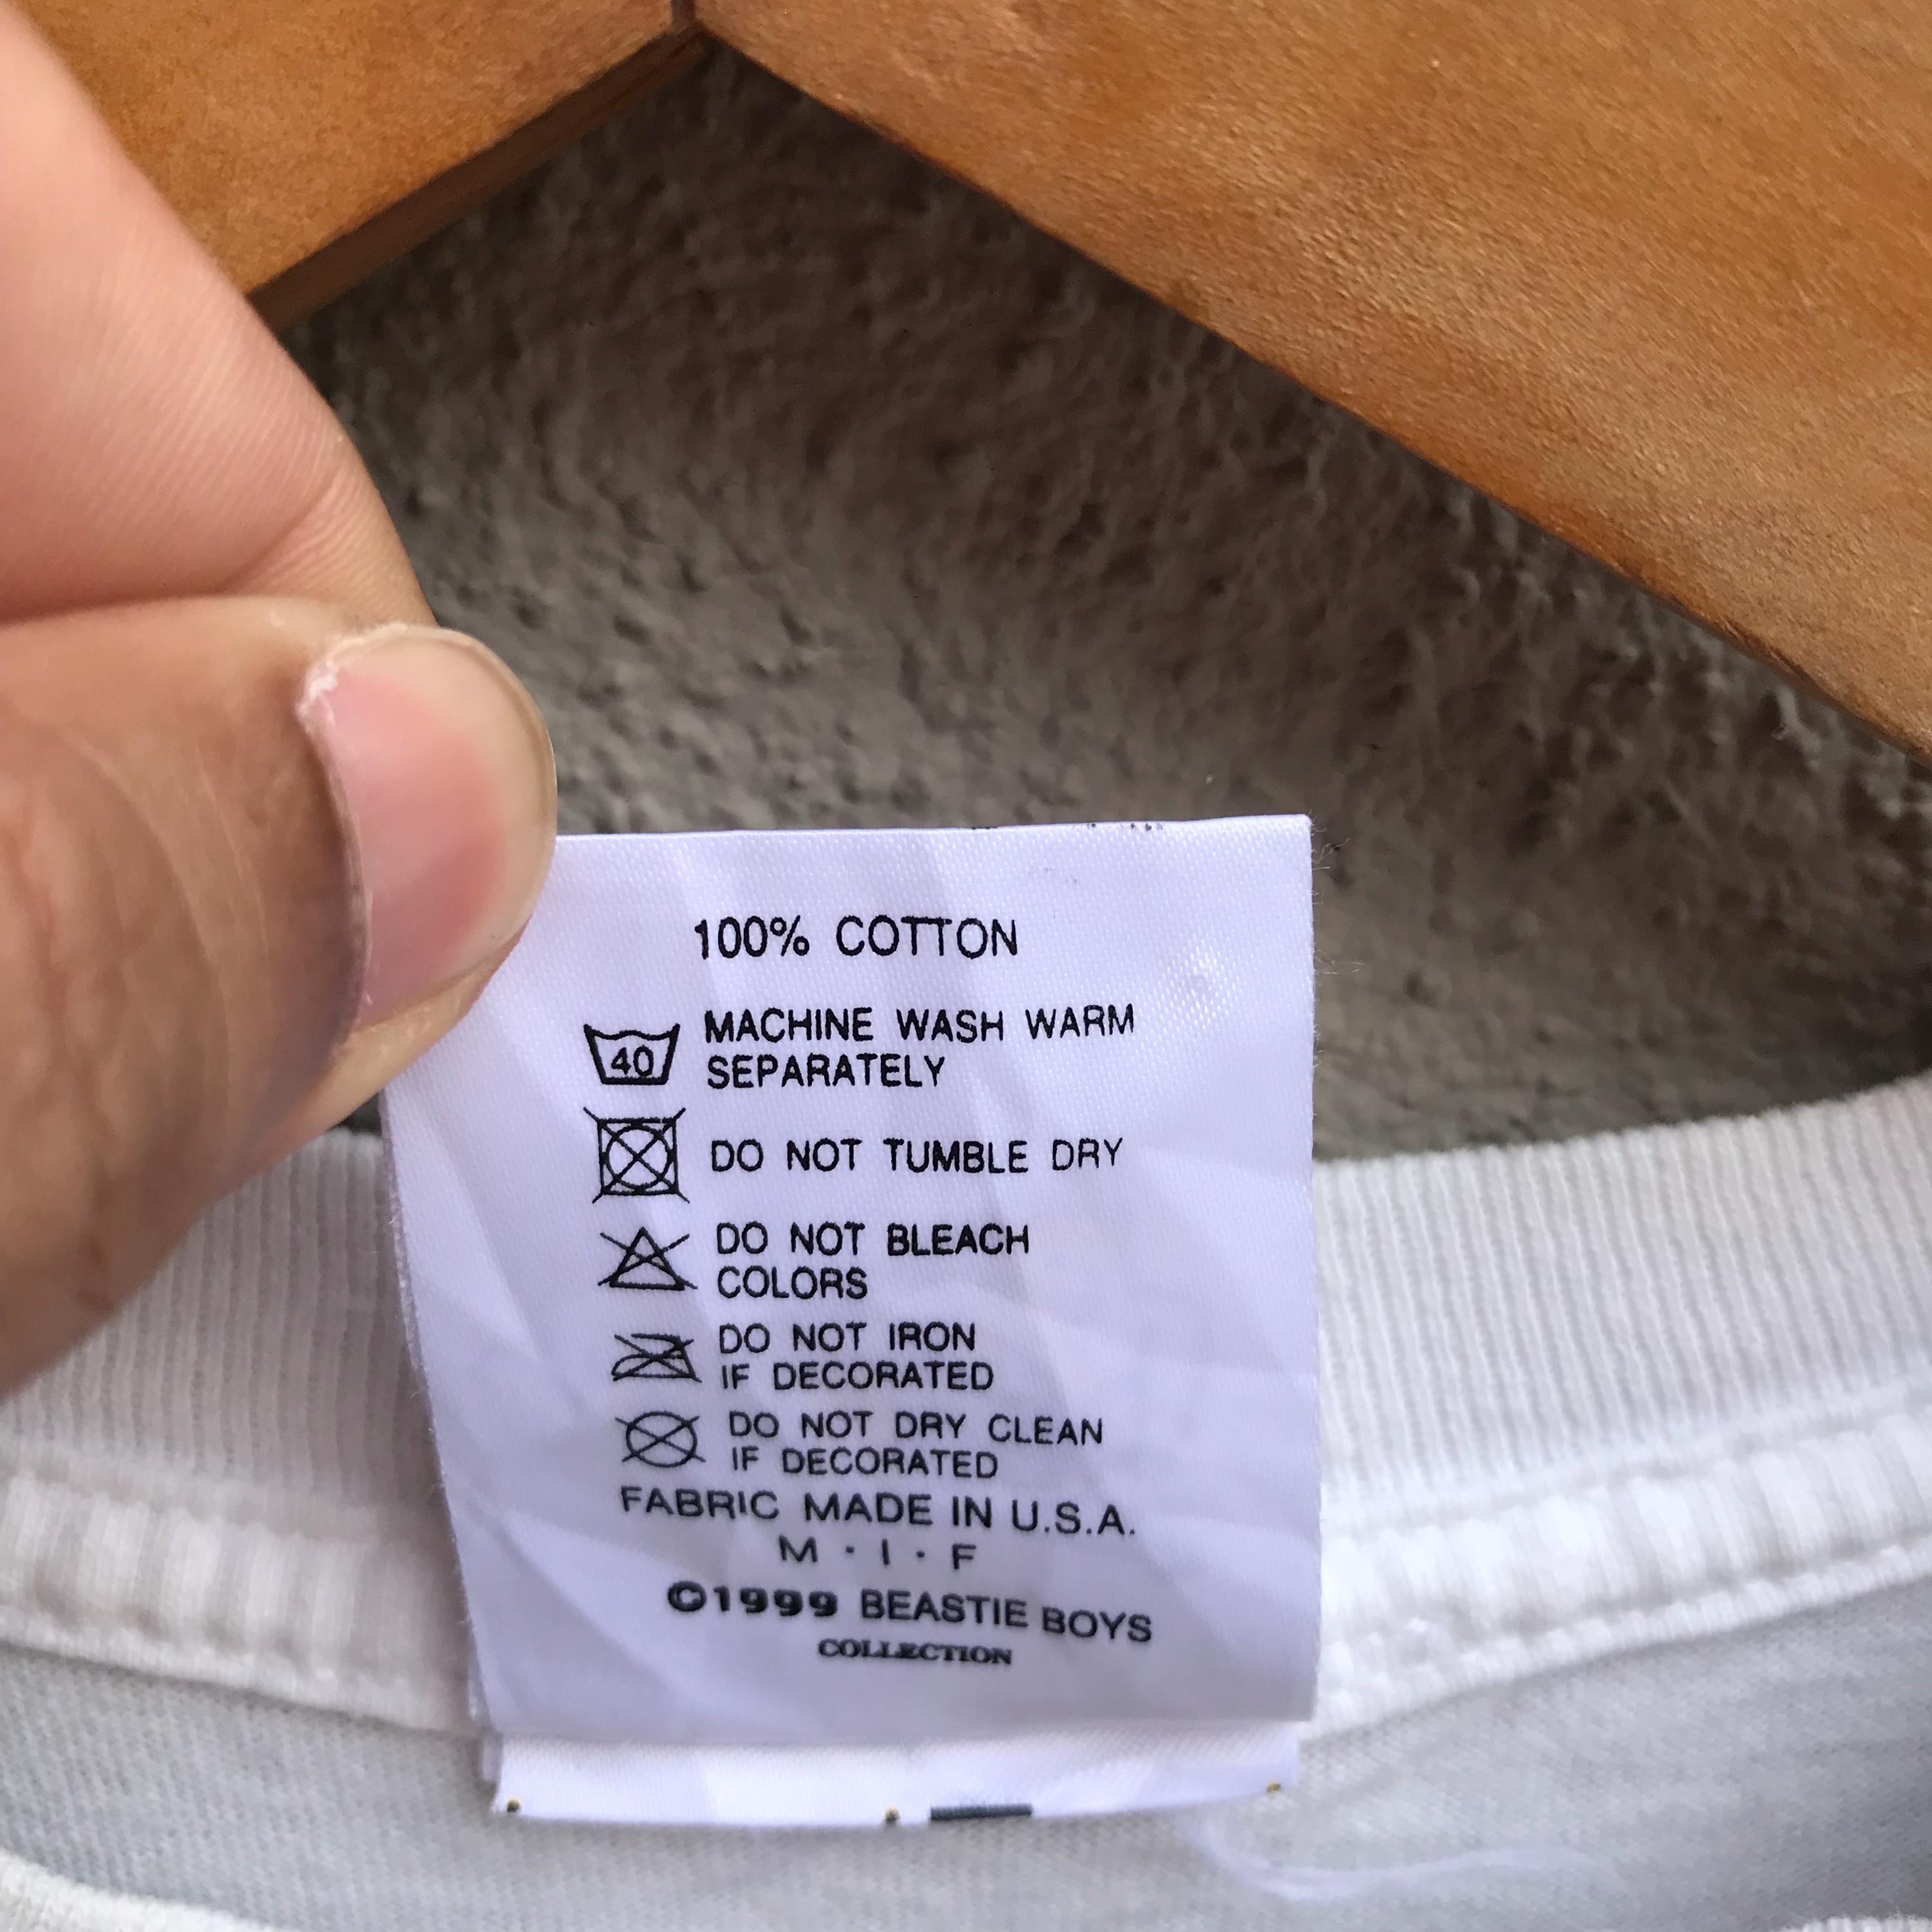 100% COTTON
40
MACHINE WASH WARM
SEPARATELY
DO NOT TUMBLE DRY
DO NOT BLEACH
COLORS
DO NOT IRON
IF DECORATED
DO NOT DRY CLEAN
IF DECORATED
FABRIC MADE IN U.S.A.
M · I · F
©1999 BEASTIE BOYS
COLLECTION